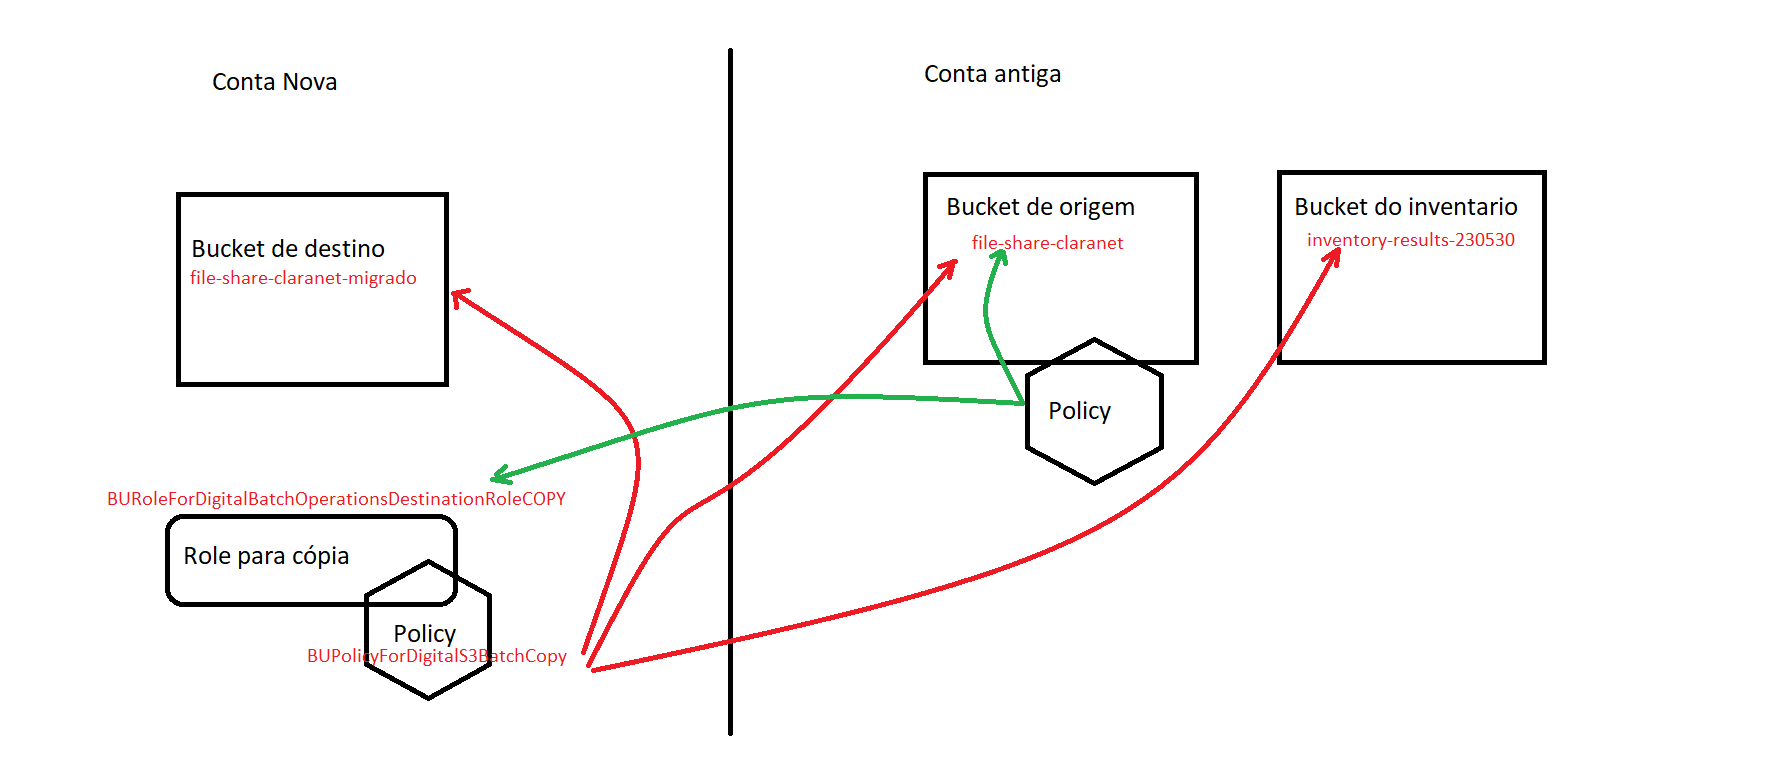 Conta Nova
Conta antiga
Bucket de destino
file-share-claranet-migrado
Bucket de origem
file-share-claranet
Bucket do inventario
inventory-results-230530
Policy
BURoleForDigitalBatchOperationsDestinationRoleCOPY
Role para cópia
Policy
BUPolicyForDigitalS3BatchCopy